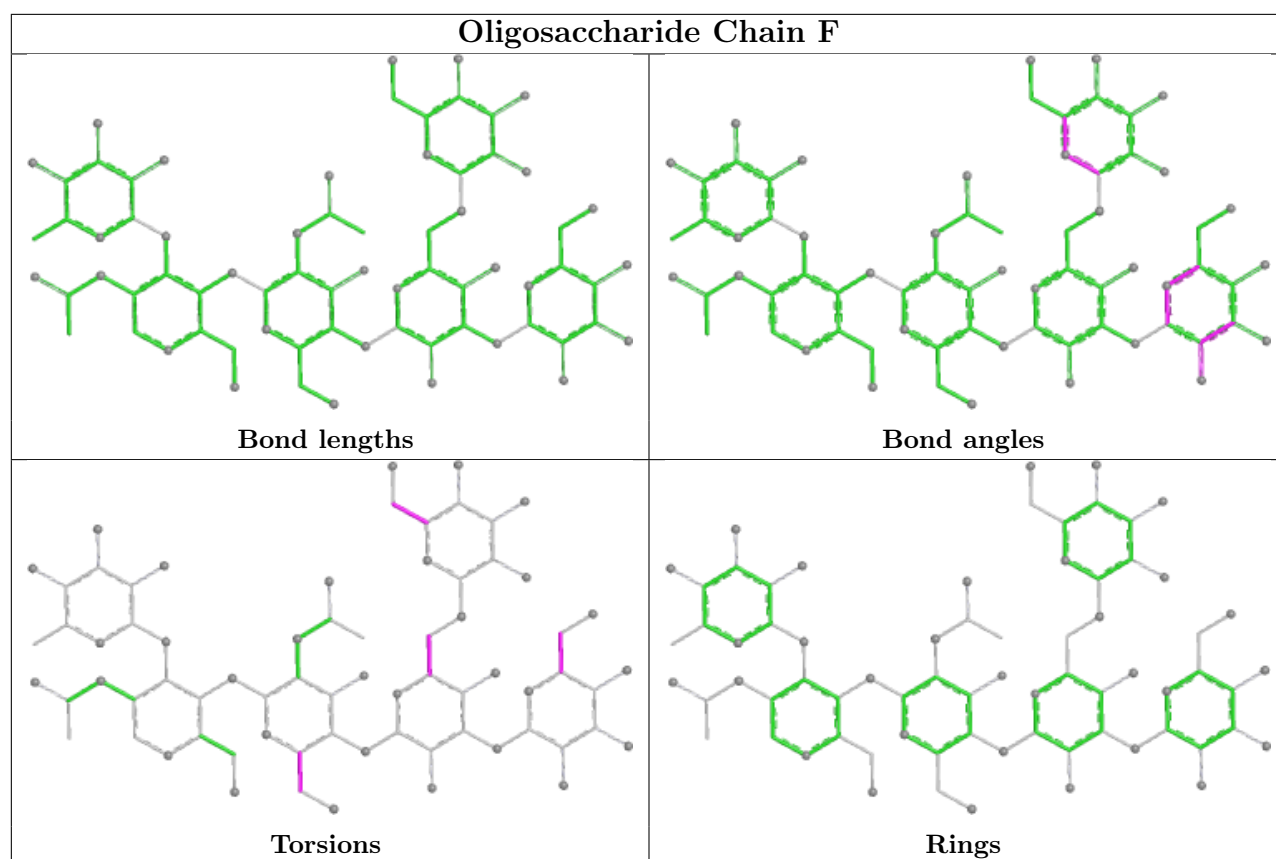 Oligosaccharide Chain F
Bond lengths
Bond angles
Torsions
Rings